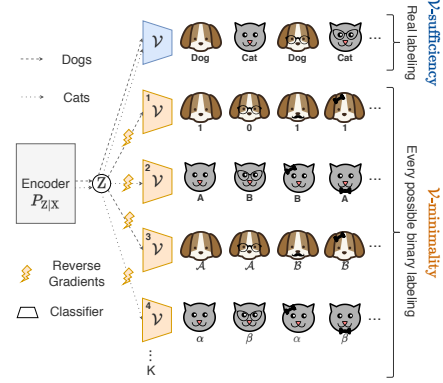 Dogs
Cats
Encoder
P_{Z|X}
Z
Reverse
Gradients
Classifier
𝒱
Dog Cat Dog Cat ...
1
𝒱
1 0 1 1 ...
2
𝒱
A B B A ...
3
𝒱
𝒜 𝒜 ℬ ℬ ...
4
𝒱
α β α β ...
...
K
Real labeling
𝒱-sufficiency
Every possible binary labeling
𝒱-minimality